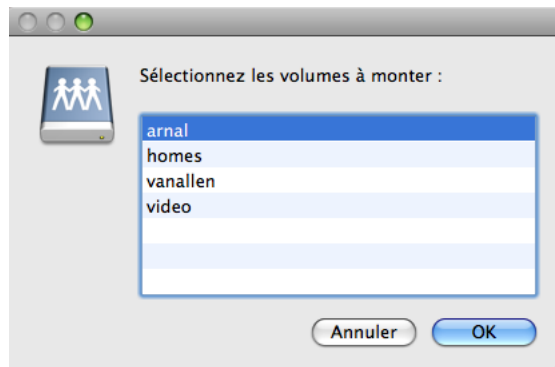 Sélectionnez les volumes à monter :
arnal
homes
vanallen
video
Annuler
OK